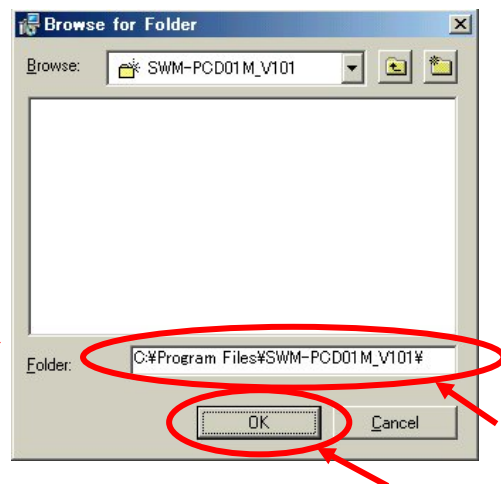 Browse for Folder
Browse: SWM-PCD01M_V101
Folder: C:¥Program Files¥SWM-PCD01M_V101¥
OK Cancel